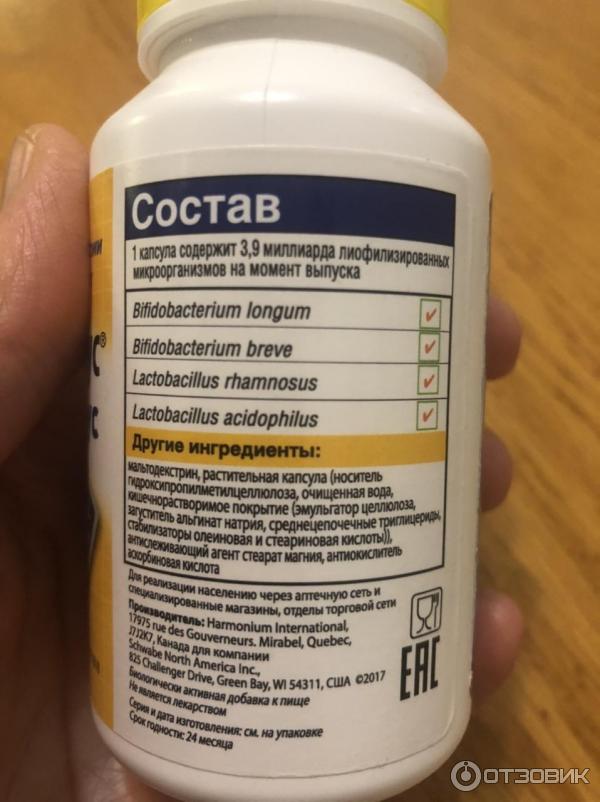 Состав
1 капсула содержит 3,9 миллиарда лиофилизированных
микроорганизмов на момент выпуска
Bifidobacterium longum
Bifidobacterium breve
Lactobacillus rhamnosus
Lactobacillus acidophilus
Другие ингредиенты:
мальтодекстрин, растительная капсула (носитель
гидроксипропилметилцеллюлоза, очищенная вода,
кишечнорастворимое покрытие (эмульгатор целлюлоза,
загуститель альгинат натрия, среднецепочечные триглицериды,
стабилизаторы олеиновая и стеариновая кислоты)),
антислеживающий агент стеарат магния, антиокислитель
аскорбиновая кислота
Для реализации населению через аптечную сеть и
специализированные магазины, отделы торговой сети
Производитель: Harmonium International,
17975 rue des Gouverneurs. Mirabel, Quebec,
J7J2K7, Канада для компании
Schwabe North America Inc.,
825 Challenger Drive, Green Bay, WI 54311, США ©2017
Биологически активная добавка к пище
Не является лекарством
Серия и дата изготовления: см. на упаковке
Срок годности: 24 месяца
EAC
ОТЗОВИК